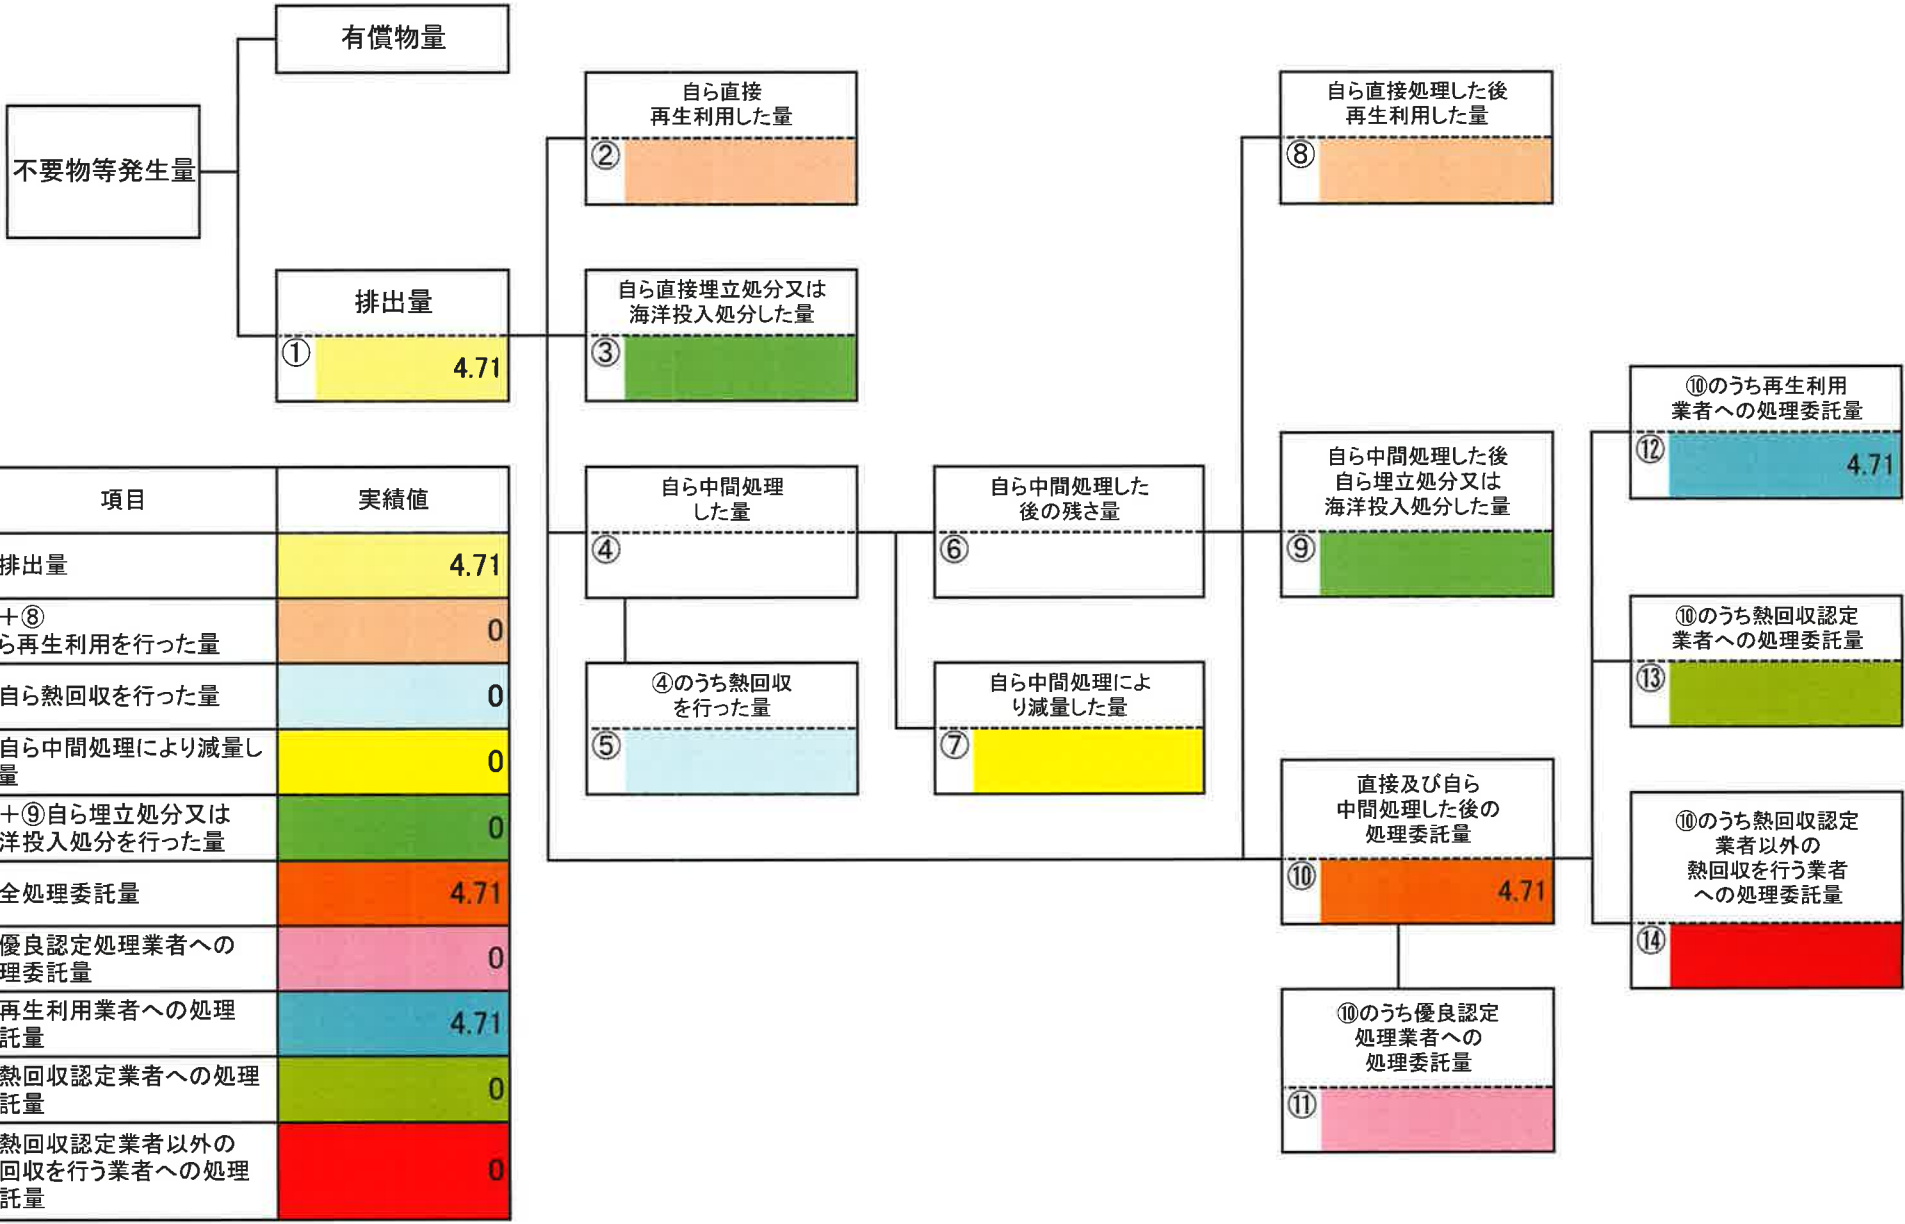 有償物量
不要物等発生量
排出量
①
4.71
自ら直接
再生利用した量
②
自ら直接埋立処分又は
海洋投入処分した量
③
自ら中間処理
した量
④
④のうち熱回収
を行った量
⑤
自ら中間処理した
後の残さ量
⑥
自ら中間処理によ
り減量した量
⑦
自ら直接処理した後
再生利用した量
⑧
自ら中間処理した後
自ら埋立処分又は
海洋投入処分した量
⑨
直接及び自ら
中間処理した後の
処理委託量
⑩
4.71
⑩のうち優良認定
処理業者への
処理委託量
⑪
⑩のうち再生利用
業者への処理委託量
⑫
4.71
⑩のうち熱回収認定
業者への処理委託量
⑬
⑩のうち熱回収認定
業者以外の
熱回収を行う業者
への処理委託量
⑭
項目 実績値
排出量 4.71
+⑧
ら再生利用を行った量 0
自ら熱回収を行った量 0
自ら中間処理により減量し
量 0
+⑨自ら埋立処分又は
洋投入処分を行った量 0
全処理委託量 4.71
優良認定処理業者への
理委託量 0
再生利用業者への処理
託量 4.71
熱回収認定業者への処理
託量 0
熱回収認定業者以外の
回収を行う業者への処理
託量 0